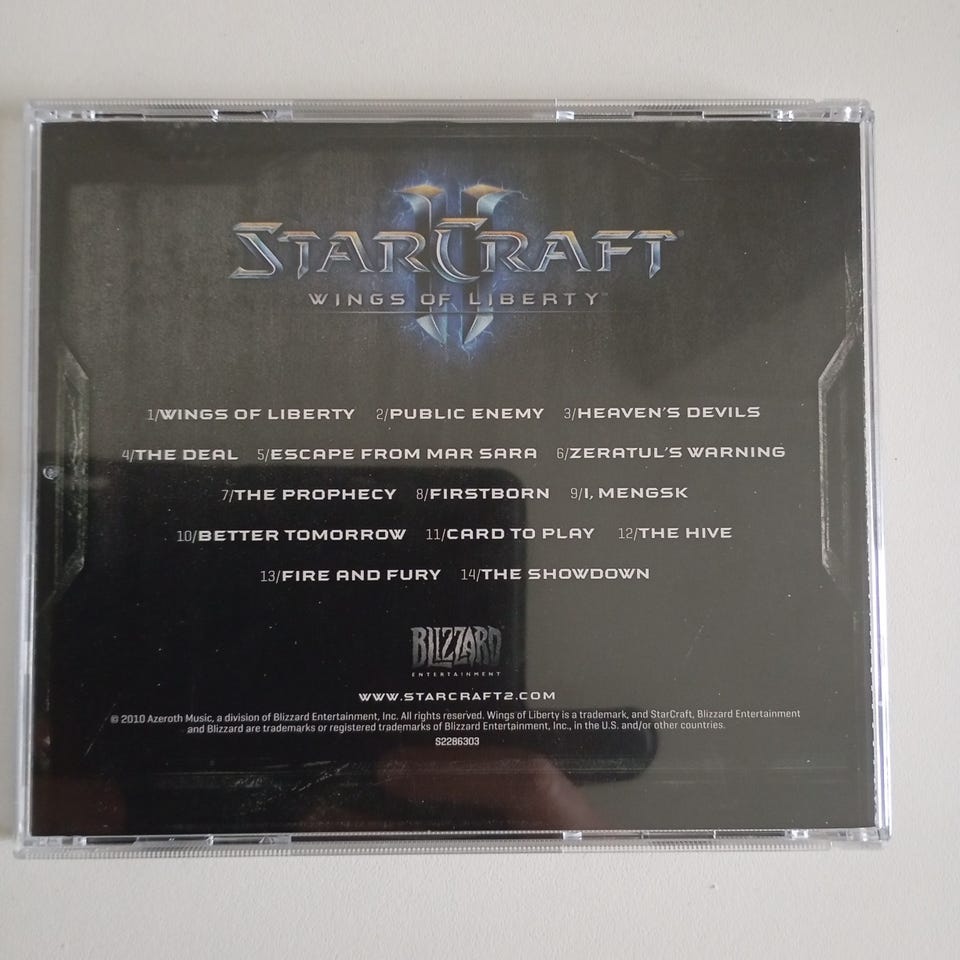 STARCRAFT II
WINGS OF LIBERTY™
1/WINGS OF LIBERTY 2/PUBLIC ENEMY 3/HEAVEN'S DEVILS
4/THE DEAL 5/ESCAPE FROM MAR SARA 6/ZERATUL'S WARNING
7/THE PROPHECY 8/FIRSTBORN 9/I, MENGSK
10/BETTER TOMORROW 11/CARD TO PLAY 12/THE HIVE
13/FIRE AND FURY 14/THE SHOWDOWN
BLIZZARD
ENTERTAINMENT
WWW.STARCRAFT2.COM
© 2010 Azeroth Music, a division of Blizzard Entertainment, Inc. All rights reserved. Wings of Liberty is a trademark, and StarCraft, Blizzard Entertainment
and Blizzard are trademarks or registered trademarks of Blizzard Entertainment, Inc., in the U.S. and/or other countries.
S2286303